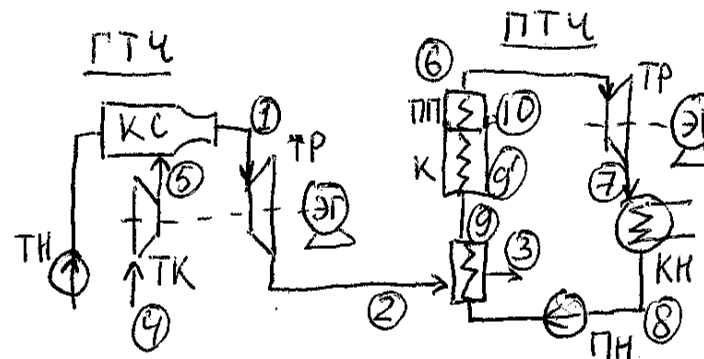 ГТЧ
ПТЧ
⑥
ТР
КС
①
ПП
⑩
ЭГ
ТР
К
⑤
9'
⑦
ЭГ
⑨
③
ТН
ТК
КН
④
②
ПН
⑧